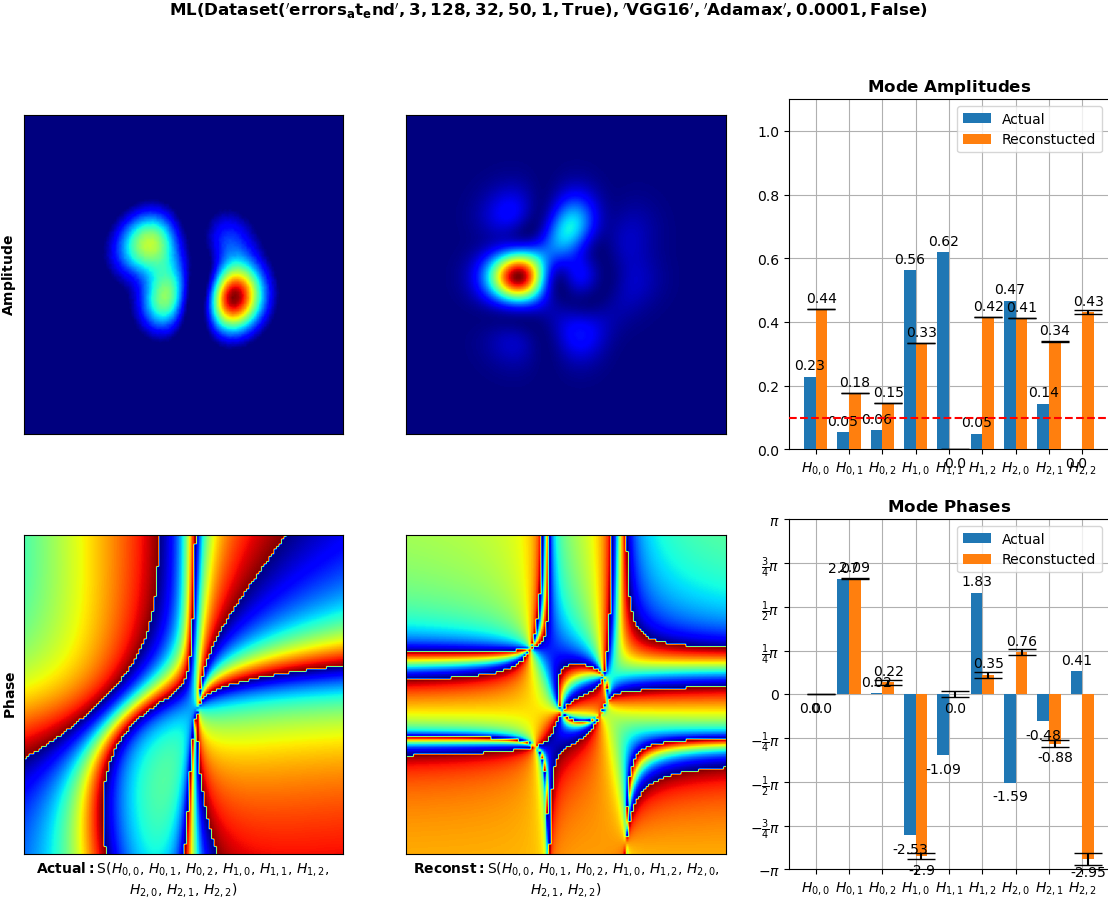 ML(Dataset('errors_at_end', 3, 128, 32, 50, 1, True), 'VGG16', 'Adamax', 0.0001, False)
Amplitude
Mode Amplitudes
Actual
Reconstucted
1.0
0.8
0.6
0.4
0.2
0.0
0.23
0.44
0.05
0.18
0.06
0.15
0.56
0.33
0.62
0.0
0.05
0.42
0.47
0.41
0.14
0.34
0.0
0.43
H0,0 H0,1 H0,2 H1,0 H1,1 H1,2 H2,0 H2,1 H2,2
Phase
Actual: S(H0,0, H0,1, H0,2, H1,0, H1,1, H1,2,
H2,0, H2,1, H2,2)
Reconst: S(H0,0, H0,1, H0,2, H1,0, H1,2, H2,0,
H2,1, H2,2)
Mode Phases
Actual
Reconstucted
π
3/4π
1/2π
1/4π
0
−1/4π
−1/2π
−3/4π
−π
0.0
0.0
2.09
0.22
-2.53
-2.9
-1.09
0.0
1.83
0.35
-1.59
0.76
-0.48
-0.88
0.41
-2.95
H0,0 H0,1 H0,2 H1,0 H1,1 H1,2 H2,0 H2,1 H2,2